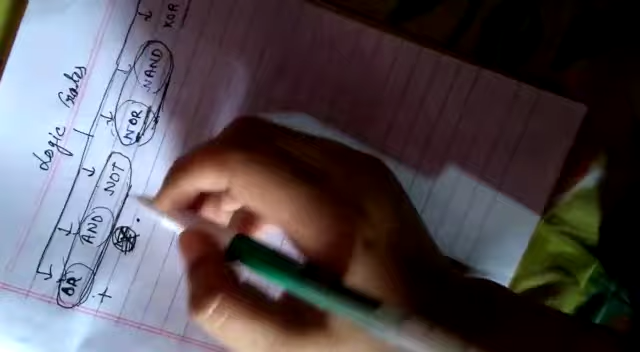 Logic Gates
OR AND NOT NOR NAND XOR
+ .